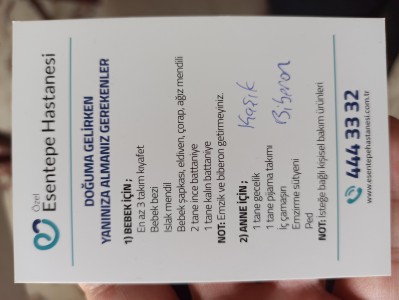 Özel
Esentepe Hastanesi
DOĞUMA GELİRKEN
YANINIZA ALMANIZ GEREKENLER
1) BEBEK İÇİN ;
En az 3 takım kıyafet
Bebek bezi
Islak mendil
Bebek şapkası, eldiven, çorap, ağız mendili
2 tane ince battaniye
1 tane kalın battaniye
NOT: Emzik ve biberon getirmeyiniz.
2) ANNE İÇİN ;
1 tane gecelik
1 tane pijama takımı
İç çamaşırı
Emzirme sütyeni
Ped
NOT: İsteğe bağlı kişisel bakım ürünleri
Kaşık
Biberon
444 33 32
www.esentepehastanesi.com.tr